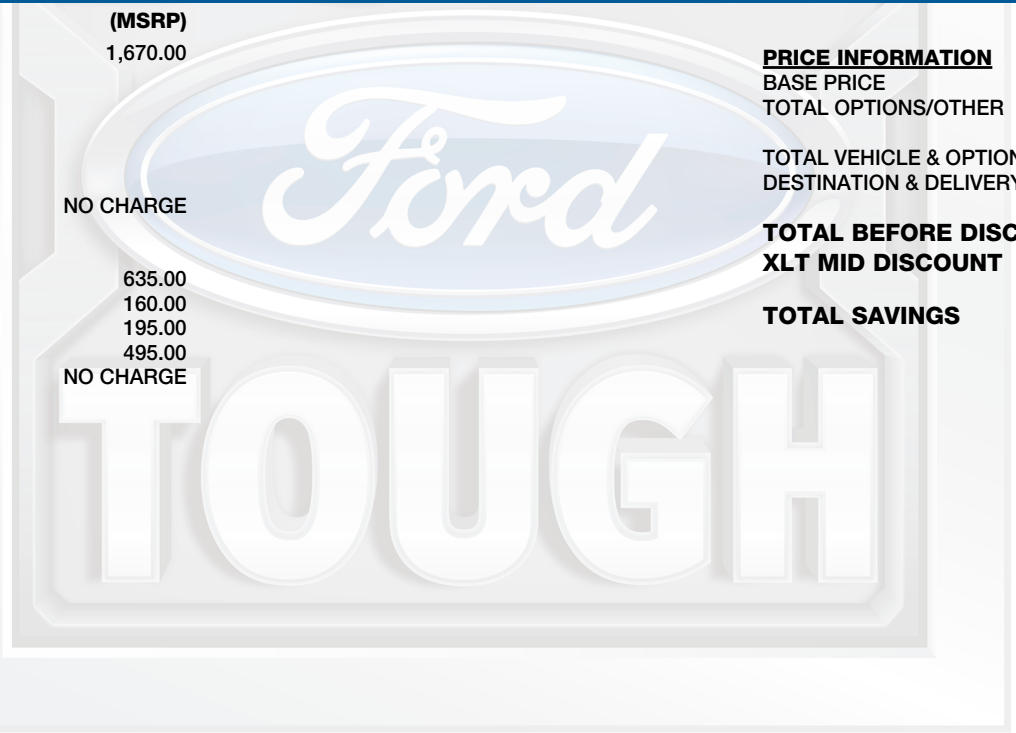 (MSRP)
1,670.00
NO CHARGE
635.00
160.00
195.00
495.00
NO CHARGE
PRICE INFORMATION
BASE PRICE
TOTAL OPTIONS/OTHER
TOTAL VEHICLE & OPTION
DESTINATION & DELIVERY
TOTAL BEFORE DISC
XLT MID DISCOUNT
TOTAL SAVINGS
Ford
TOUGH